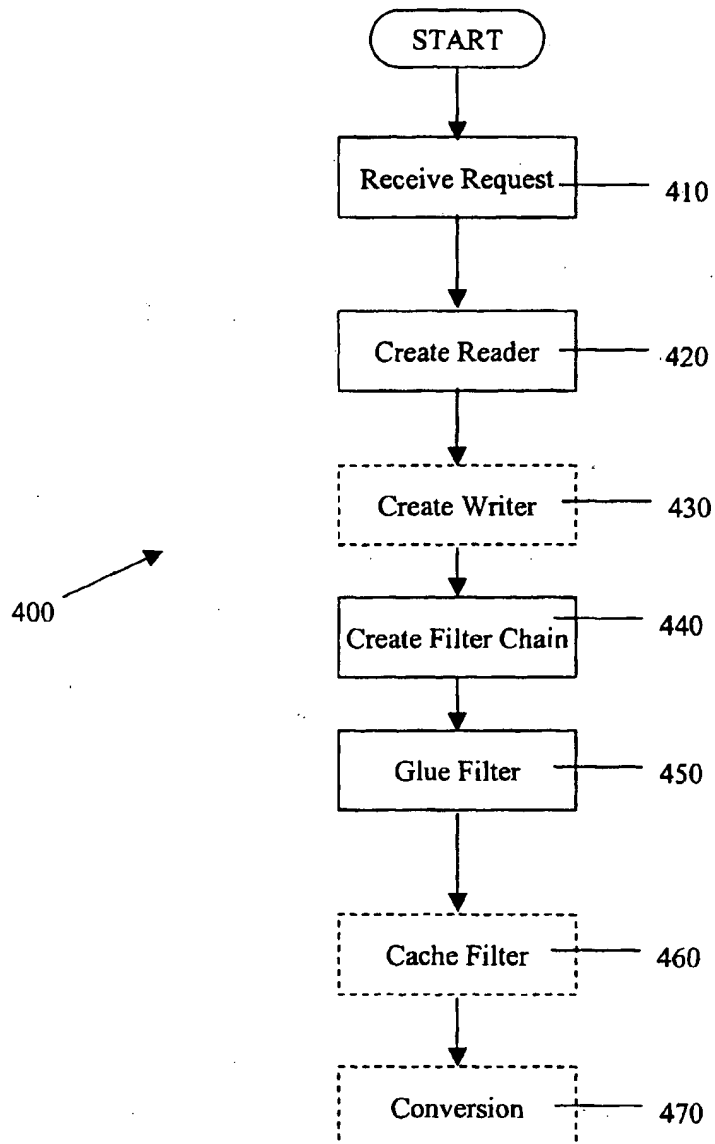 START
Receive Request 410
Create Reader 420
Create Writer 430
400
Create Filter Chain 440
Glue Filter 450
Cache Filter 460
Conversion 470